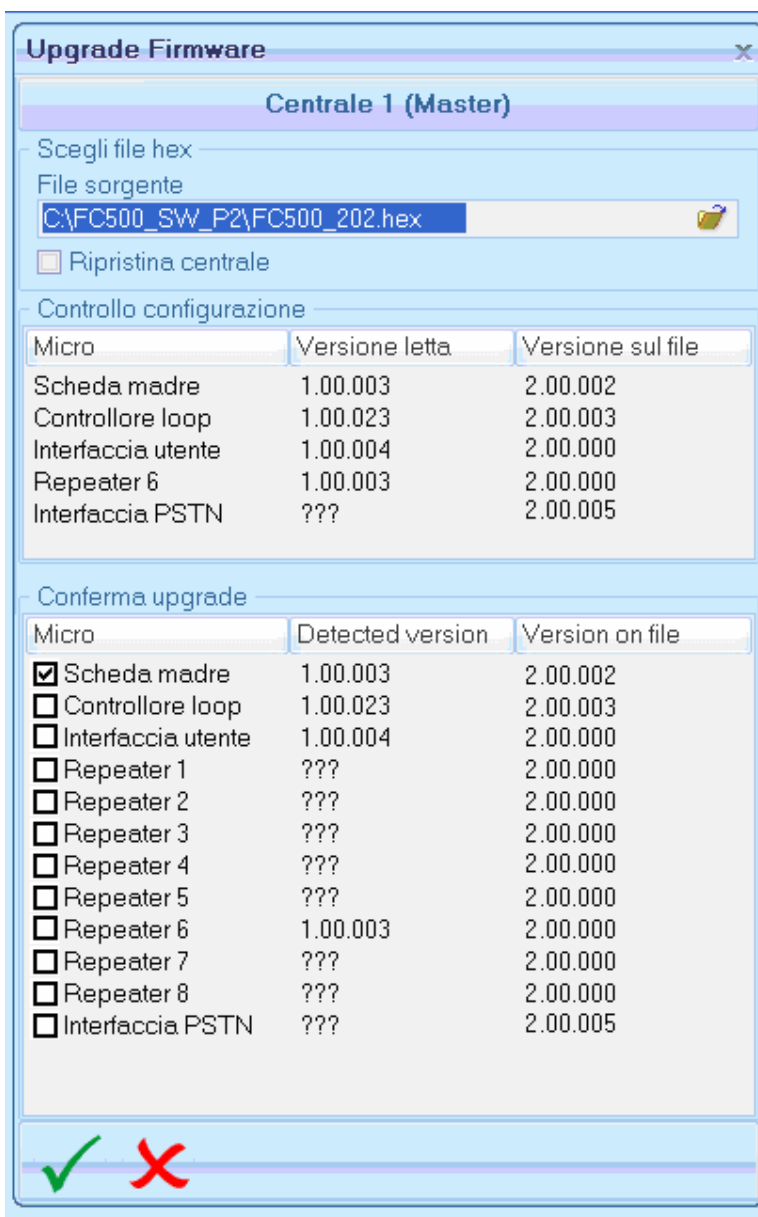 Upgrade Firmware x
Centrale 1 (Master)
Scegli file hex
File sorgente
C:\FC500_SW_P2\FC500_202.hex
Ripristina centrale
Controllo configurazione
Micro Versione letta Versione sul file
Scheda madre 1.00.003 2.00.002
Controllore loop 1.00.023 2.00.003
Interfaccia utente 1.00.004 2.00.000
Repeater 6 1.00.003 2.00.000
Interfaccia PSTN ??? 2.00.005
Conferma upgrade
Micro Detected version Version on file
Scheda madre 1.00.003 2.00.002
Controllore loop 1.00.023 2.00.003
Interfaccia utente 1.00.004 2.00.000
Repeater 1 ??? 2.00.000
Repeater 2 ??? 2.00.000
Repeater 3 ??? 2.00.000
Repeater 4 ??? 2.00.000
Repeater 5 ??? 2.00.000
Repeater 6 1.00.003 2.00.000
Repeater 7 ??? 2.00.000
Repeater 8 ??? 2.00.000
Interfaccia PSTN ??? 2.00.005